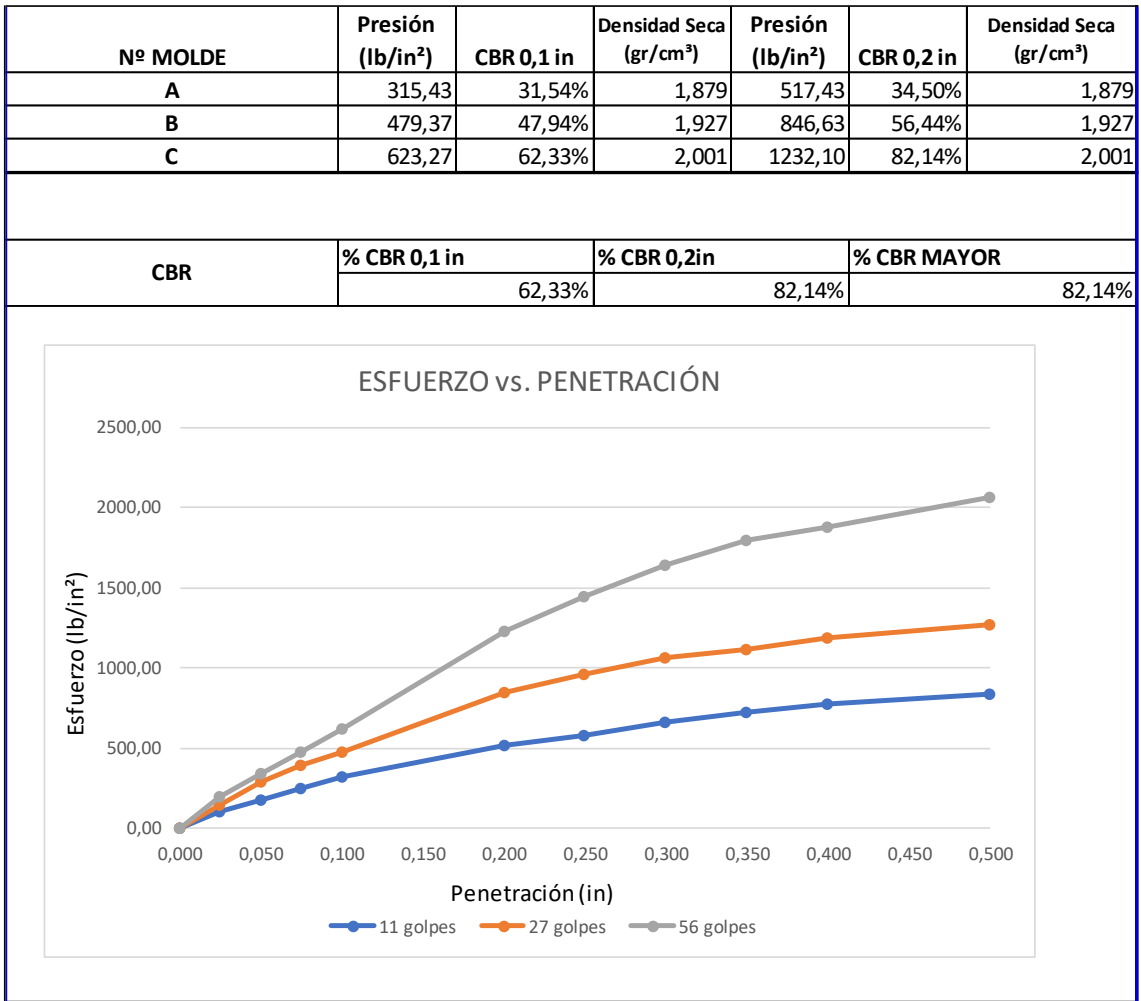 Nº MOLDE Presión (lb/in²) CBR 0,1 in Densidad Seca (gr/cm³) Presión (lb/in²) CBR 0,2 in Densidad Seca (gr/cm³)
A 315,43 31,54% 1,879 517,43 34,50% 1,879
B 479,37 47,94% 1,927 846,63 56,44% 1,927
C 623,27 62,33% 2,001 1232,10 82,14% 2,001
CBR % CBR 0,1 in % CBR 0,2in % CBR MAYOR
62,33% 82,14% 82,14%
ESFUERZO vs. PENETRACIÓN
Esfuerzo (lb/in²)
2500,00
2000,00
1500,00
1000,00
500,00
0,00
0,000 0,050 0,100 0,150 0,200 0,250 0,300 0,350 0,400 0,450 0,500
Penetración (in)
11 golpes 27 golpes 56 golpes